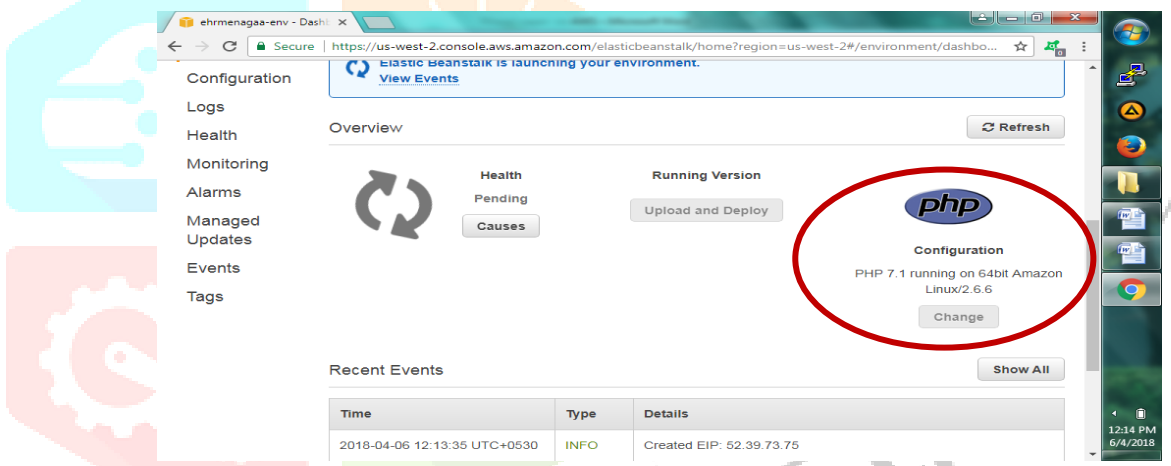 ehrmenagaa-env - Dash
Secure | https://us-west-2.console.aws.amazon.com/elasticbeanstalk/home?region=us-west-2#/environment/dashbo...
Elastic Beanstalk is launching your environment.
View Events
Configuration
Logs
Health
Monitoring
Alarms
Managed
Updates
Events
Tags
Overview
Refresh
Health
Pending
Causes
Running Version
Upload and Deploy
php
Configuration
PHP 7.1 running on 64bit Amazon
Linux/2.6.6
Change
Recent Events
Show All
Time Type Details
2018-04-06 12:13:35 UTC+0530 INFO Created EIP: 52.39.73.75
12:14 PM
6/4/2018